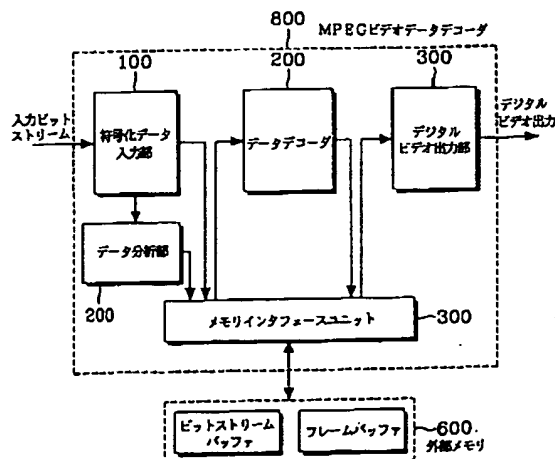 800
MPEGビデオデータデコーダ
100
200
300
入力ビット
ストリーム
符号化データ
入力部
データデコーダ
デジタル
ビデオ出力部
デジタル
ビデオ出力
データ分析部
200
メモリインタフェースユニット
300
ビットストリーム
バッファ
フレームバッファ
600.
外部メモリ